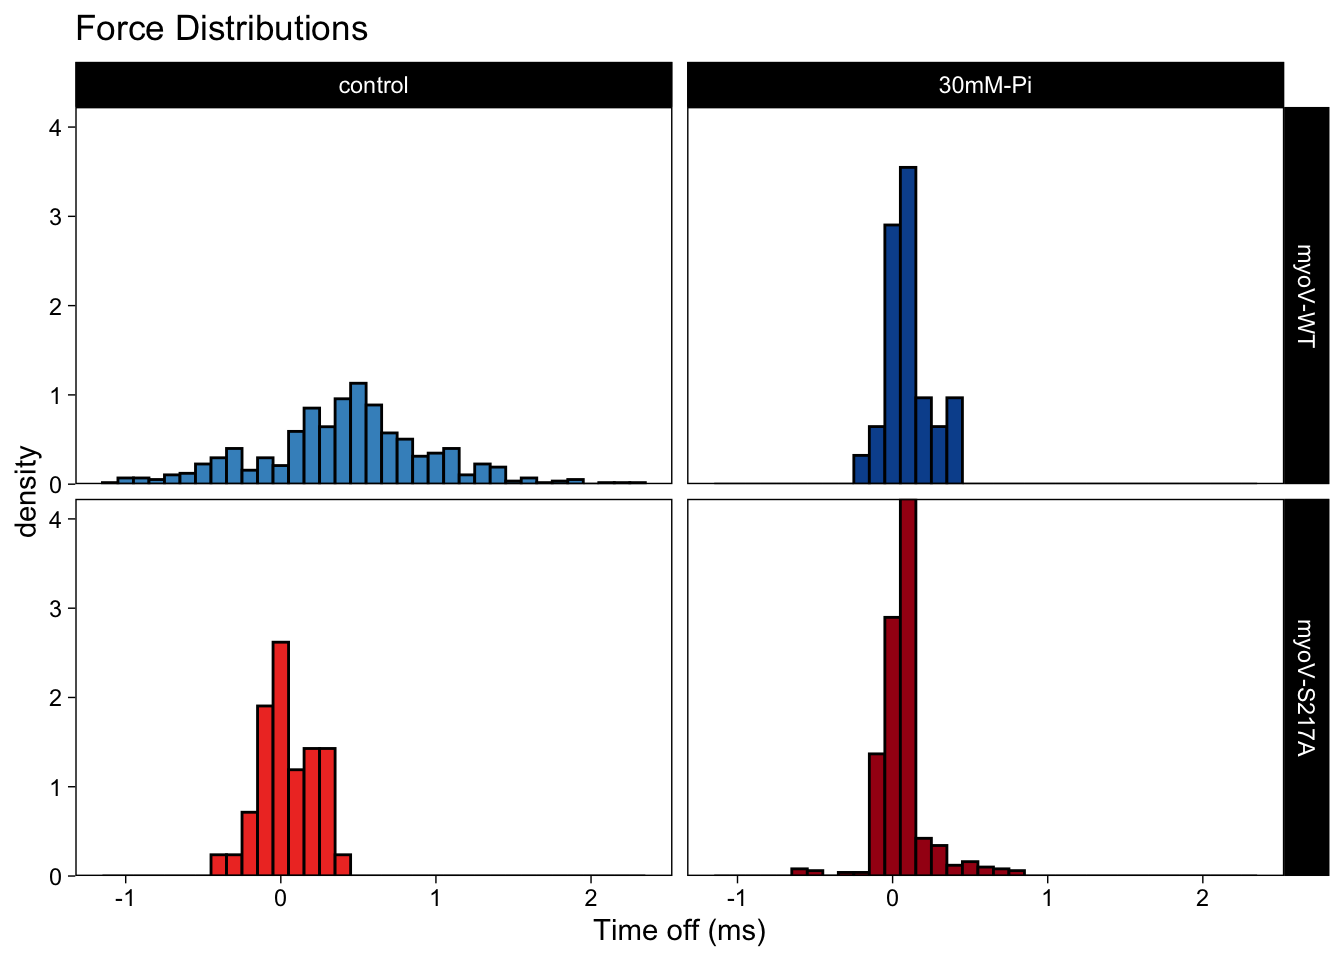 Force Distributions
control
30mM-Pi
4
3
2
1
0
myoV-WT
density
4
3
2
1
0
myoV-S217A
-1 0 1 2
-1 0 1 2
Time off (ms)